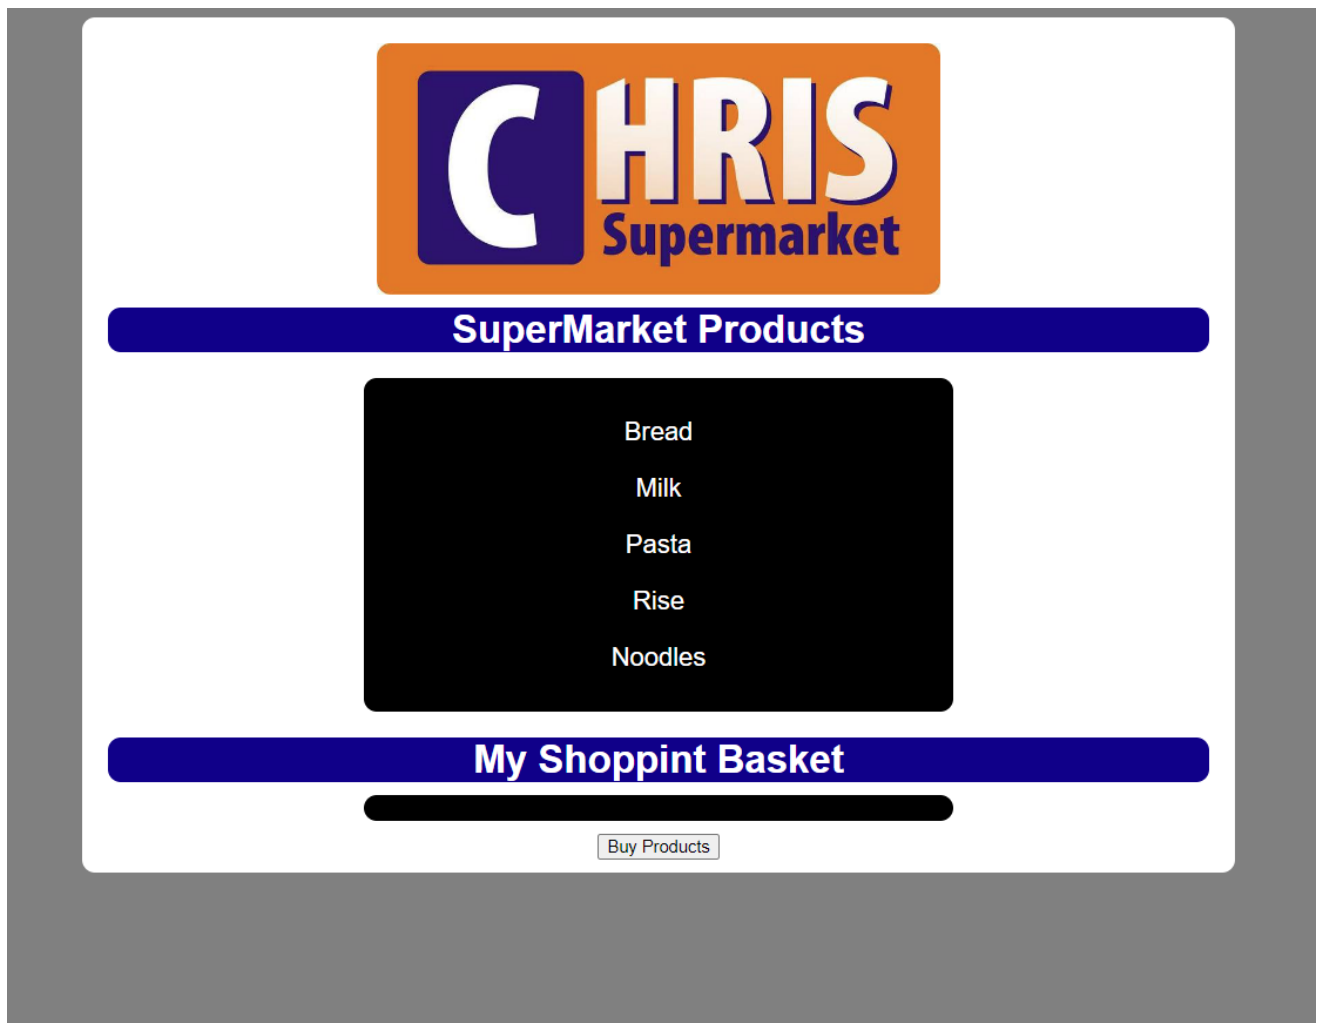 CHRIS
Supermarket
SuperMarket Products
Bread
Milk
Pasta
Rise
Noodles
My Shoppint Basket
Buy Products